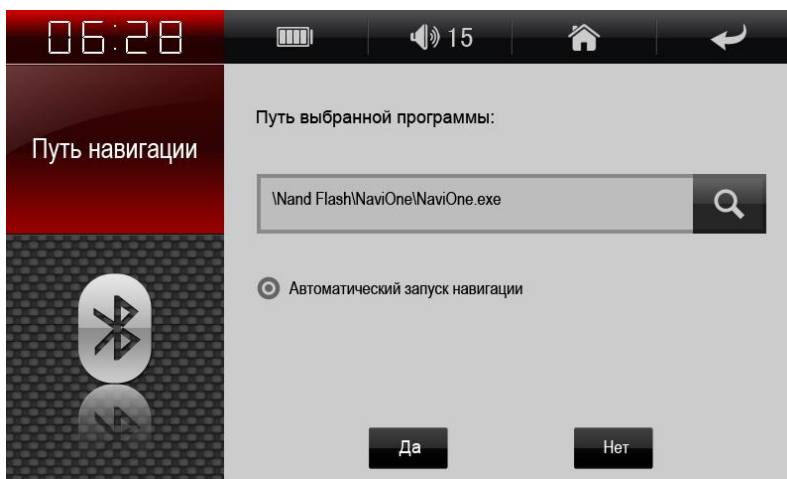 06:28
15
Путь навигации
Путь выбранной программы:
\Nand Flash\NaviOne\NaviOne.exe
Автоматический запуск навигации
Да
Нет